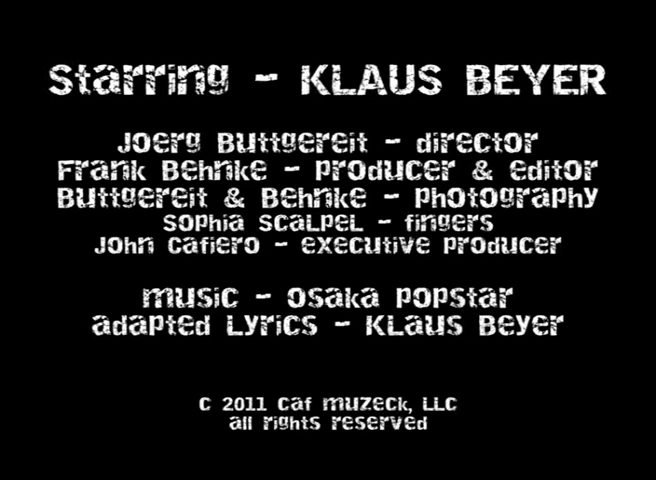 Starring - KLAUS BEYER
Joerg Buttgereit - director
Frank Behnke - producer & editor
Buttgereit & Behnke - photography
Sophia Scalpel - fingers
John Cafiero - executive producer
music - Osaka Popstar
adapted Lyrics - Klaus Beyer
c 2011 caf muzeck, LLC
all rights reserved